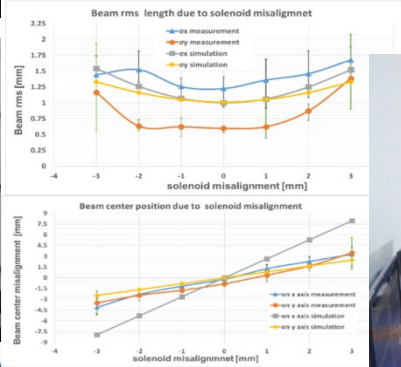 Beam rms length due to solenoid misalignmnet
2.25
2
1.75
1.5
1.25
1
0.75
0.5
0.25
0
Beam rms [mm]
σx measurement
σy measurement
σx simulation
σy simulation
-4 -3 -2 -1 0 1 2 3
solenoid misalignment [mm]
Beam center position due to solenoid misalignment
9
7.5
6
4.5
3
1.5
0
-1.5
-3
-4.5
-6
-7.5
-9
Beam center misalignment [mm]
on x axis measurement
on y axis measurement
on x axis simulation
on y axis simulation
-4 -3 -2 -1 0 1 2 3
solenoid misalignmnet [mm]